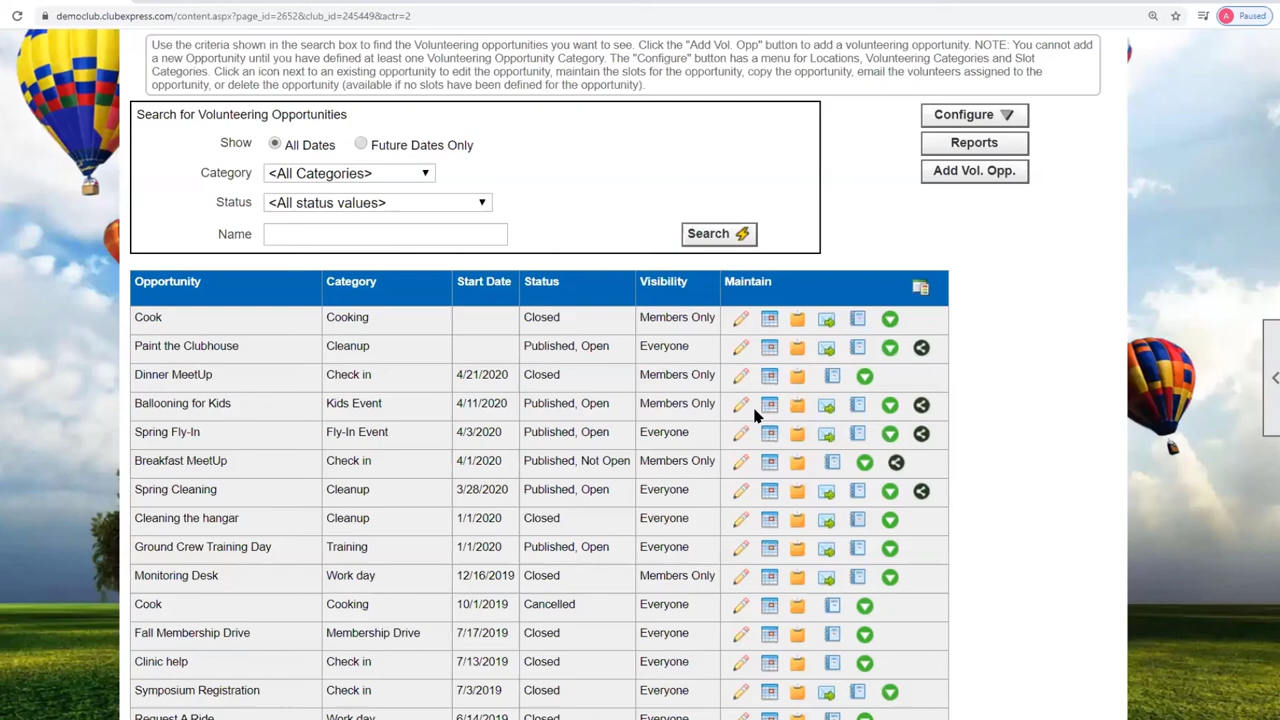 democlub.clubexpress.com/content.aspx?page_id=2652&club_id=245449&actr=2
A Paused
Use the criteria shown in the search box to find the Volunteering opportunities you want to see. Click the "Add Vol. Opp" button to add a volunteering opportunity. NOTE: You cannot add
a new Opportunity until you have defined at least one Volunteering Opportunity Category. The "Configure" button has a menu for Locations, Volunteering Categories and Slot
Categories. Click an icon next to an existing opportunity to edit the opportunity, maintain the slots for the opportunity, copy the opportunity, email the volunteers assigned to the
opportunity, or delete the opportunity (available if no slots have been defined for the opportunity).
Search for Volunteering Opportunities
Show All Dates Future Dates Only
Category <All Categories>
Status <All status values>
Name
Search
Configure
Reports
Add Vol. Opp.
Opportunity Category Start Date Status Visibility Maintain
Cook Cooking Closed Members Only
Paint the Clubhouse Cleanup Published, Open Everyone
Dinner MeetUp Check in 4/21/2020 Closed Members Only
Ballooning for Kids Kids Event 4/11/2020 Published, Open Members Only
Spring Fly-In Fly-In Event 4/3/2020 Published, Open Everyone
Breakfast MeetUp Check in 4/1/2020 Published, Not Open Members Only
Spring Cleaning Cleanup 3/28/2020 Published, Open Everyone
Cleaning the hangar Cleanup 1/1/2020 Closed Everyone
Ground Crew Training Day Training 1/1/2020 Published, Open Everyone
Monitoring Desk Work day 12/16/2019 Closed Members Only
Cook Cooking 10/1/2019 Cancelled Everyone
Fall Membership Drive Membership Drive 7/17/2019 Closed Everyone
Clinic help Check in 7/13/2019 Closed Everyone
Symposium Registration Check in 7/3/2019 Closed Everyone
Request A Ride Work day 6/14/2019 Closed Everyone